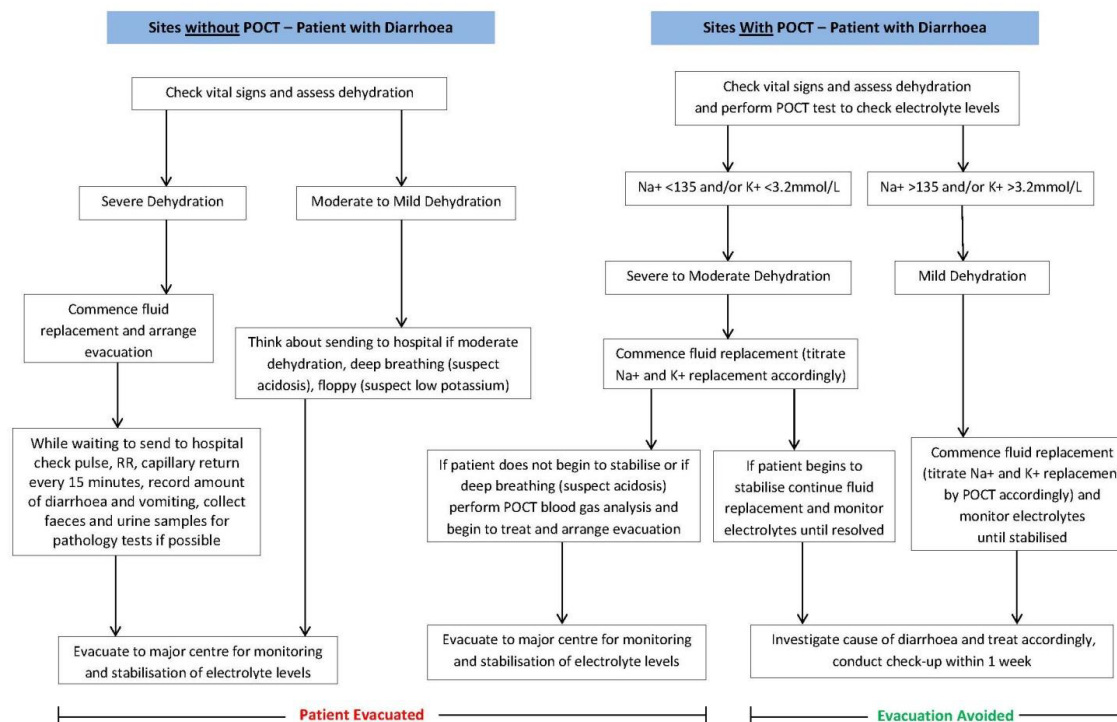 Sites without POCT – Patient with Diarrhoea
Check vital signs and assess dehydration
Severe Dehydration
Moderate to Mild Dehydration
Commence fluid
replacement and arrange
evacuation
Think about sending to hospital if moderate
dehydration, deep breathing (suspect
acidosis), floppy (suspect low potassium)
While waiting to send to hospital
check pulse, RR, capillary return
every 15 minutes, record
amount of diarrhoea and vomiting, collect
faeces and urine samples for
pathology tests if possible
Evacuate to major centre for monitoring
and stabilisation of electrolyte levels
Sites With POCT – Patient with Diarrhoea
Check vital signs and assess dehydration
and perform POCT test to check electrolyte levels
Na+ <135 and/or K+ <3.2mmol/L
Na+ >135 and/or K+ >3.2mmol/L
Severe to Moderate Dehydration
Mild Dehydration
Commence fluid replacement (titrate
Na+ and K+ replacement accordingly)
If patient does not begin to stabilise or if
deep breathing (suspect acidosis)
perform POCT blood gas analysis and
begin to treat and arrange evacuation
If patient begins to
stabilise continue fluid
replacement and monitor
electrolytes until resolved
Commence fluid replacement
(titrate Na+ and K+ replacement
by POCT accordingly) and
monitor electrolytes
until stabilised
Evacuate to major centre for monitoring
and stabilisation of electrolyte levels
Investigate cause of diarrhoea and treat accordingly,
conduct check-up within 1 week
Patient Evacuated
Evacuation Avoided